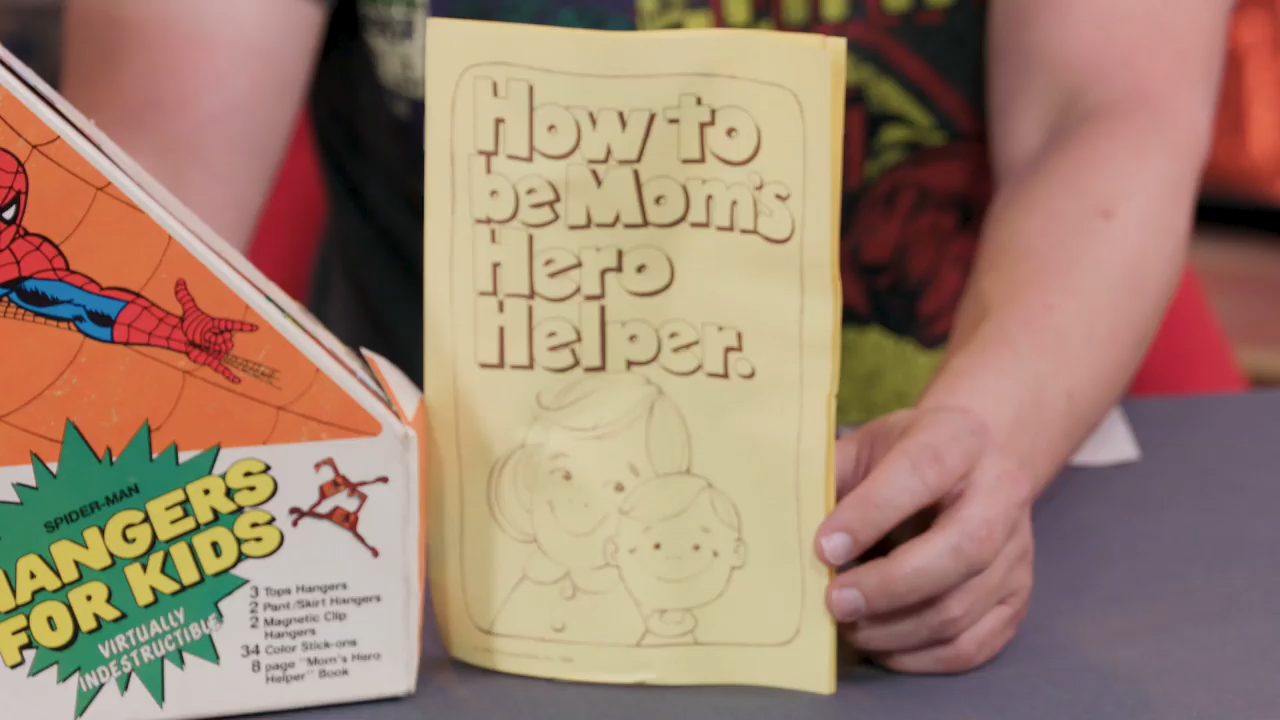 How to
be Mom's
Hero
Helper.
SPIDER-MAN
HANGERS
FOR KIDS
VIRTUALLY
INDESTRUCTIBLE
3 Tops Hangers
2 Pant/Skirt Hangers
2 Magnetic Clip
Hangers
34 Color Stick-ons
8 page "Mom's Hero
Helper" Book